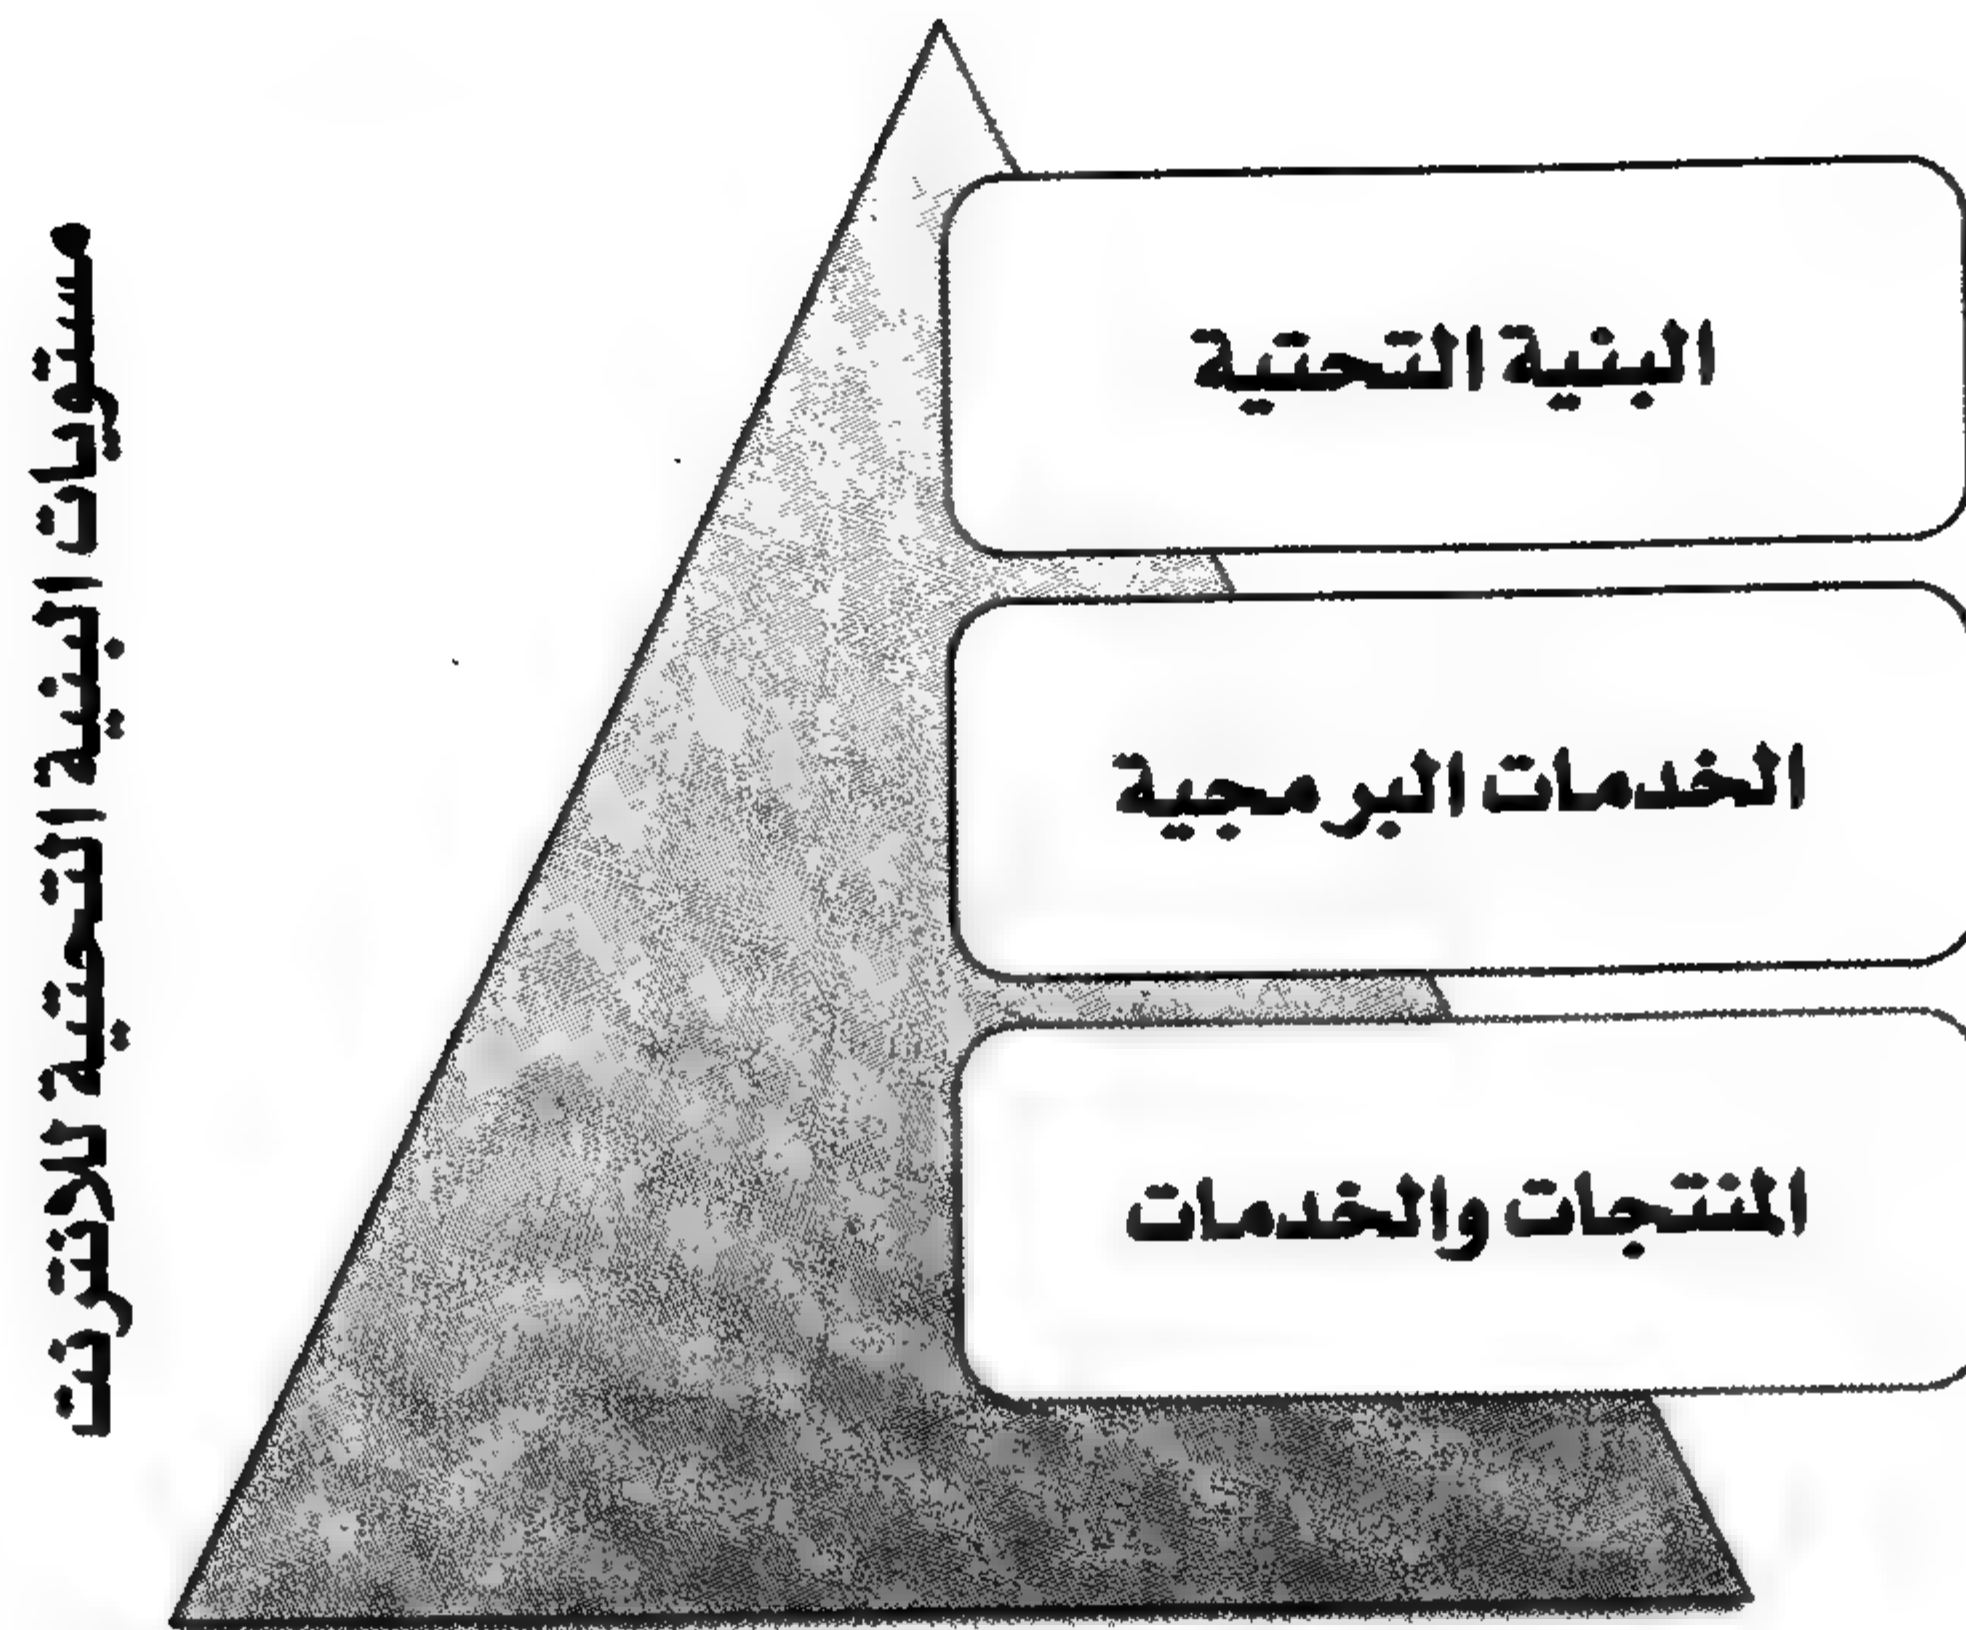 مستويات البنية التحتية للانترنت
البنية التحتية
الخدمات البرمجية
المنتجات والخدمات